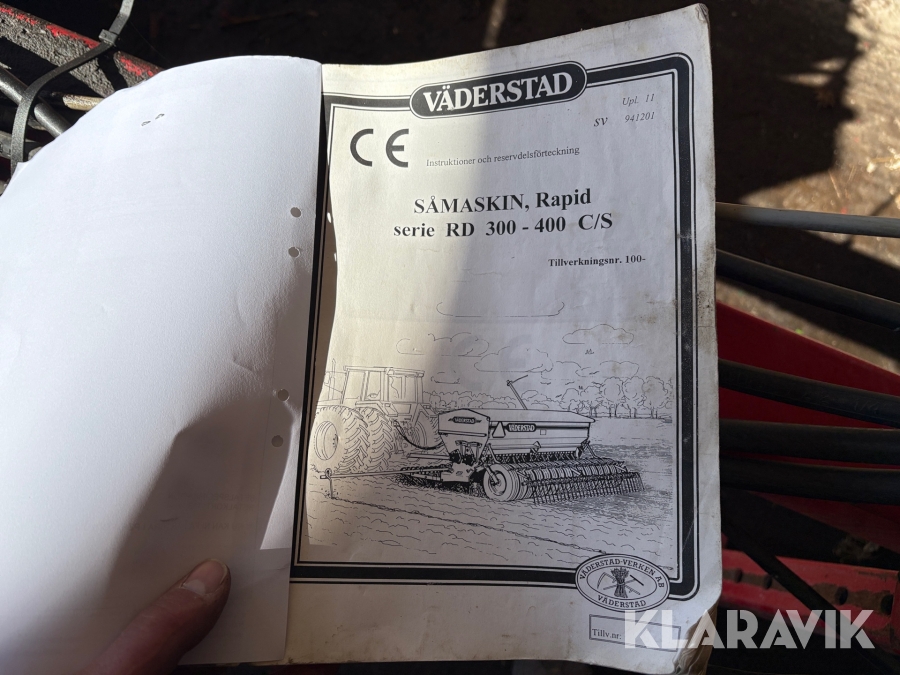 VÄDERSTAD
Upl. 11
SV 941201
CE
Instruktioner och reservdelsförteckning
SÅMASKIN, Rapid
serie RD 300 - 400 C/S
Tillverkningsnr. 100-
VÄDERSTAD
VÄDERSTAD-VERKEN AB
VÄDERSTAD
Tillv.nr:
KLARAVIK